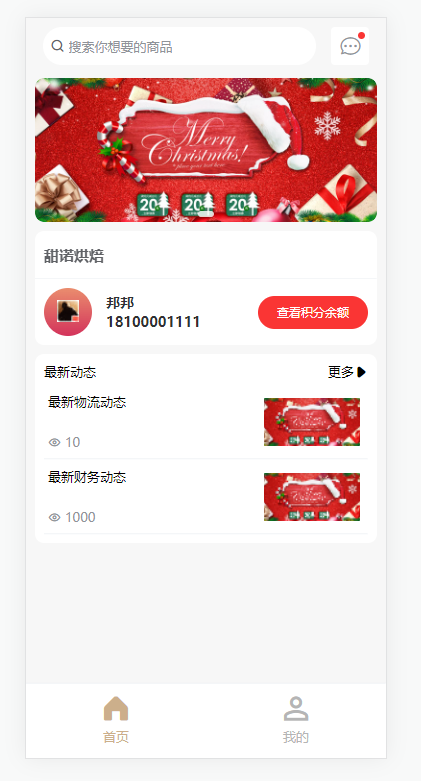 搜索你想要的商品
Merry
Christmas!
20
20
20
甜诺烘焙
邦邦
18100001111
查看积分余额
最新动态
更多
最新物流动态
10
最新财务动态
1000
首页
我的